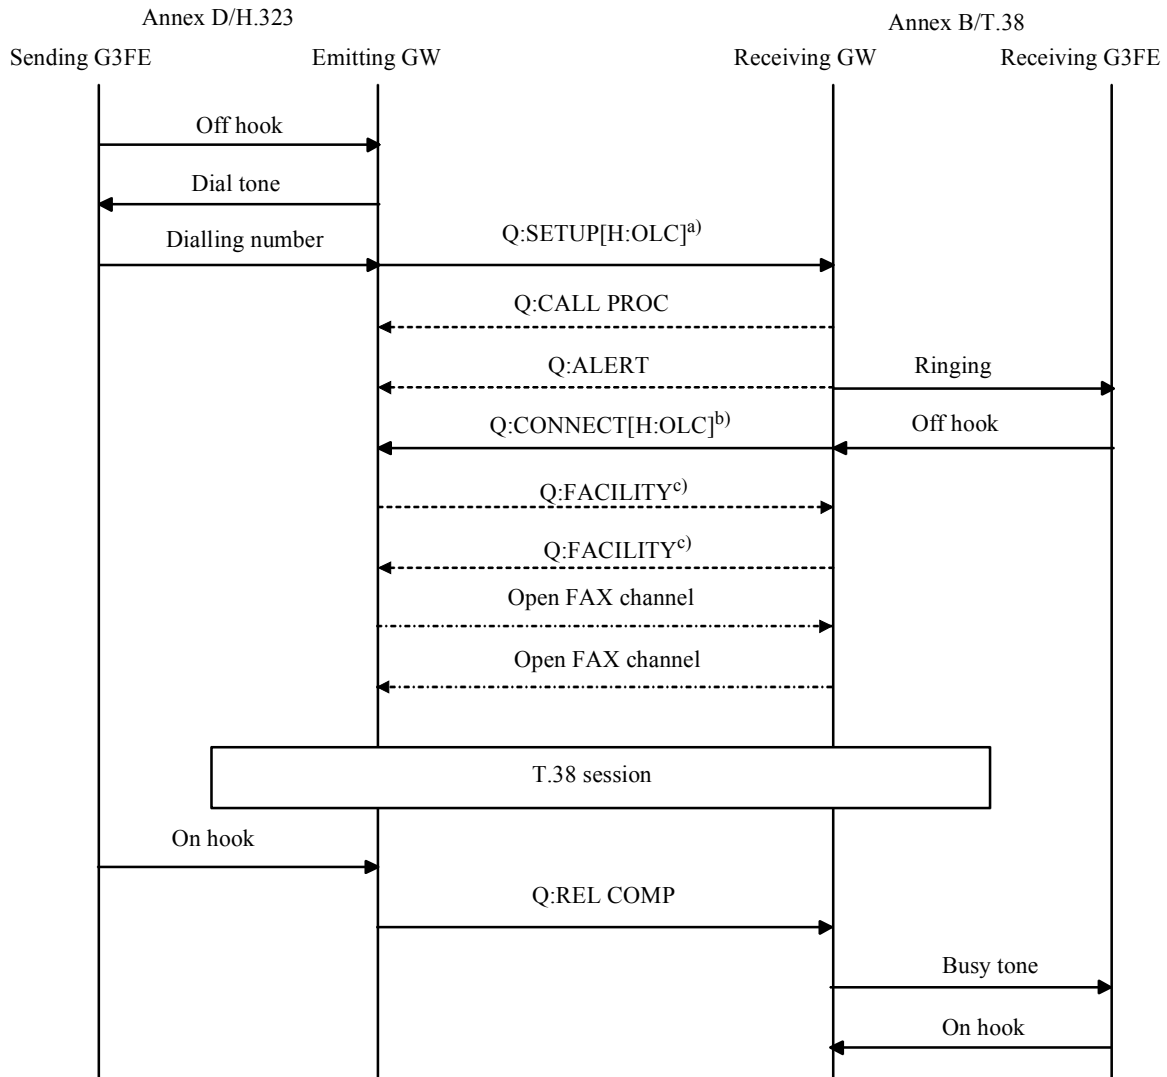 Annex D/H.323
Annex B/T.38
Sending G3FE
Emitting GW
Receiving GW
Receiving G3FE
Off hook
Dial tone
Dialling number
Q:SETUP[H:OLC]a)
Q:CALL PROC
Q:ALERT
Ringing
Q:CONNECT[H:OLC]b)
Off hook
Q:FACILITYc)
Q:FACILITYc)
Open FAX channel
Open FAX channel
T.38 session
On hook
Q:REL COMP
Busy tone
On hook